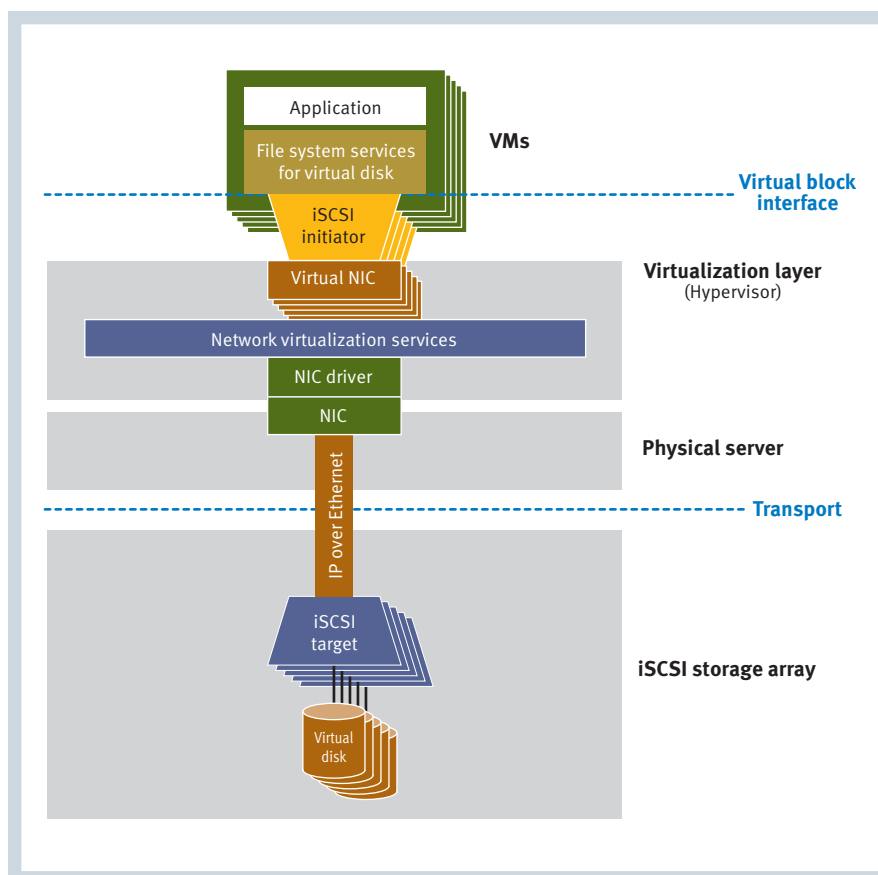 Application
VMs
File system services
for virtual disk
Virtual block
interface
iSCSI
initiator
Virtualization layer
(Hypervisor)
Virtual NIC
Network virtualization services
NIC driver
NIC
Physical server
IP over Ethernet
Transport
iSCSI
target
iSCSI storage array
Virtual
disk